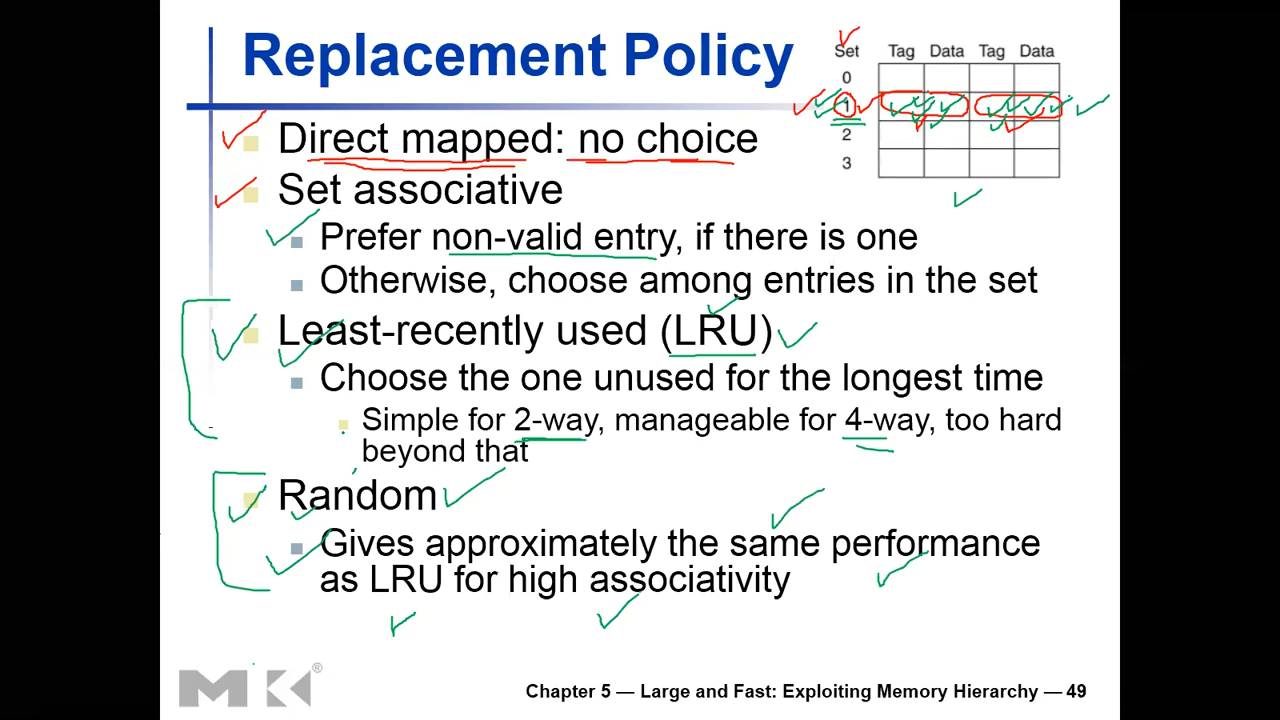 Replacement Policy
Set Tag Data Tag Data
0
1
2
3
Direct mapped: no choice
Set associative
Prefer non-valid entry, if there is one
Otherwise, choose among entries in the set
Least-recently used (LRU)
Choose the one unused for the longest time
Simple for 2-way, manageable for 4-way, too hard
beyond that
Random
Gives approximately the same performance
as LRU for high associativity
MK®
Chapter 5 — Large and Fast: Exploiting Memory Hierarchy — 49